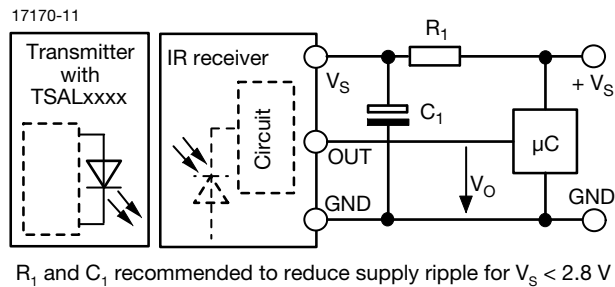 17170-11
Transmitter
with
TSALxxxx
IR receiver
Circuit
VS
R1
+ VS
C1
OUT
µC
VO
GND
GND
R1 and C1 recommended to reduce supply ripple for VS < 2.8 V